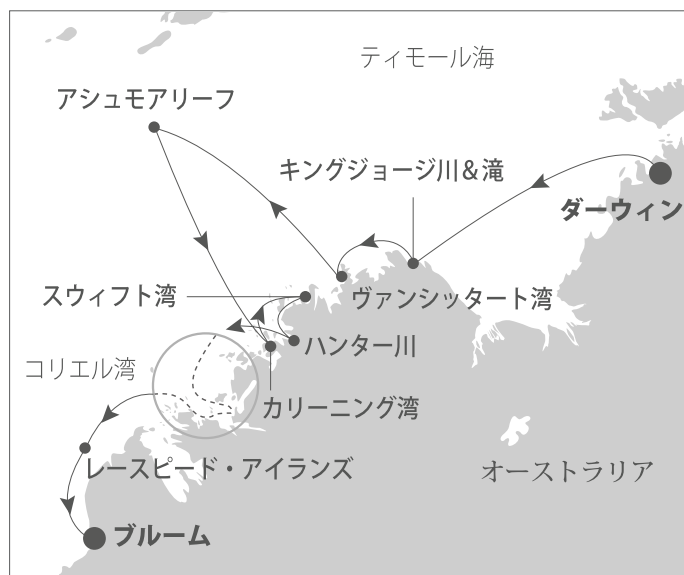 ティモール海
アシュモアリーフ
キングジョージ川＆滝
ダーウィン
スウィフト湾
ヴァンシッタート湾
ハンター川
コリエル湾
カリーニング湾
レースピード・アイランズ
オーストラリア
ブルーム